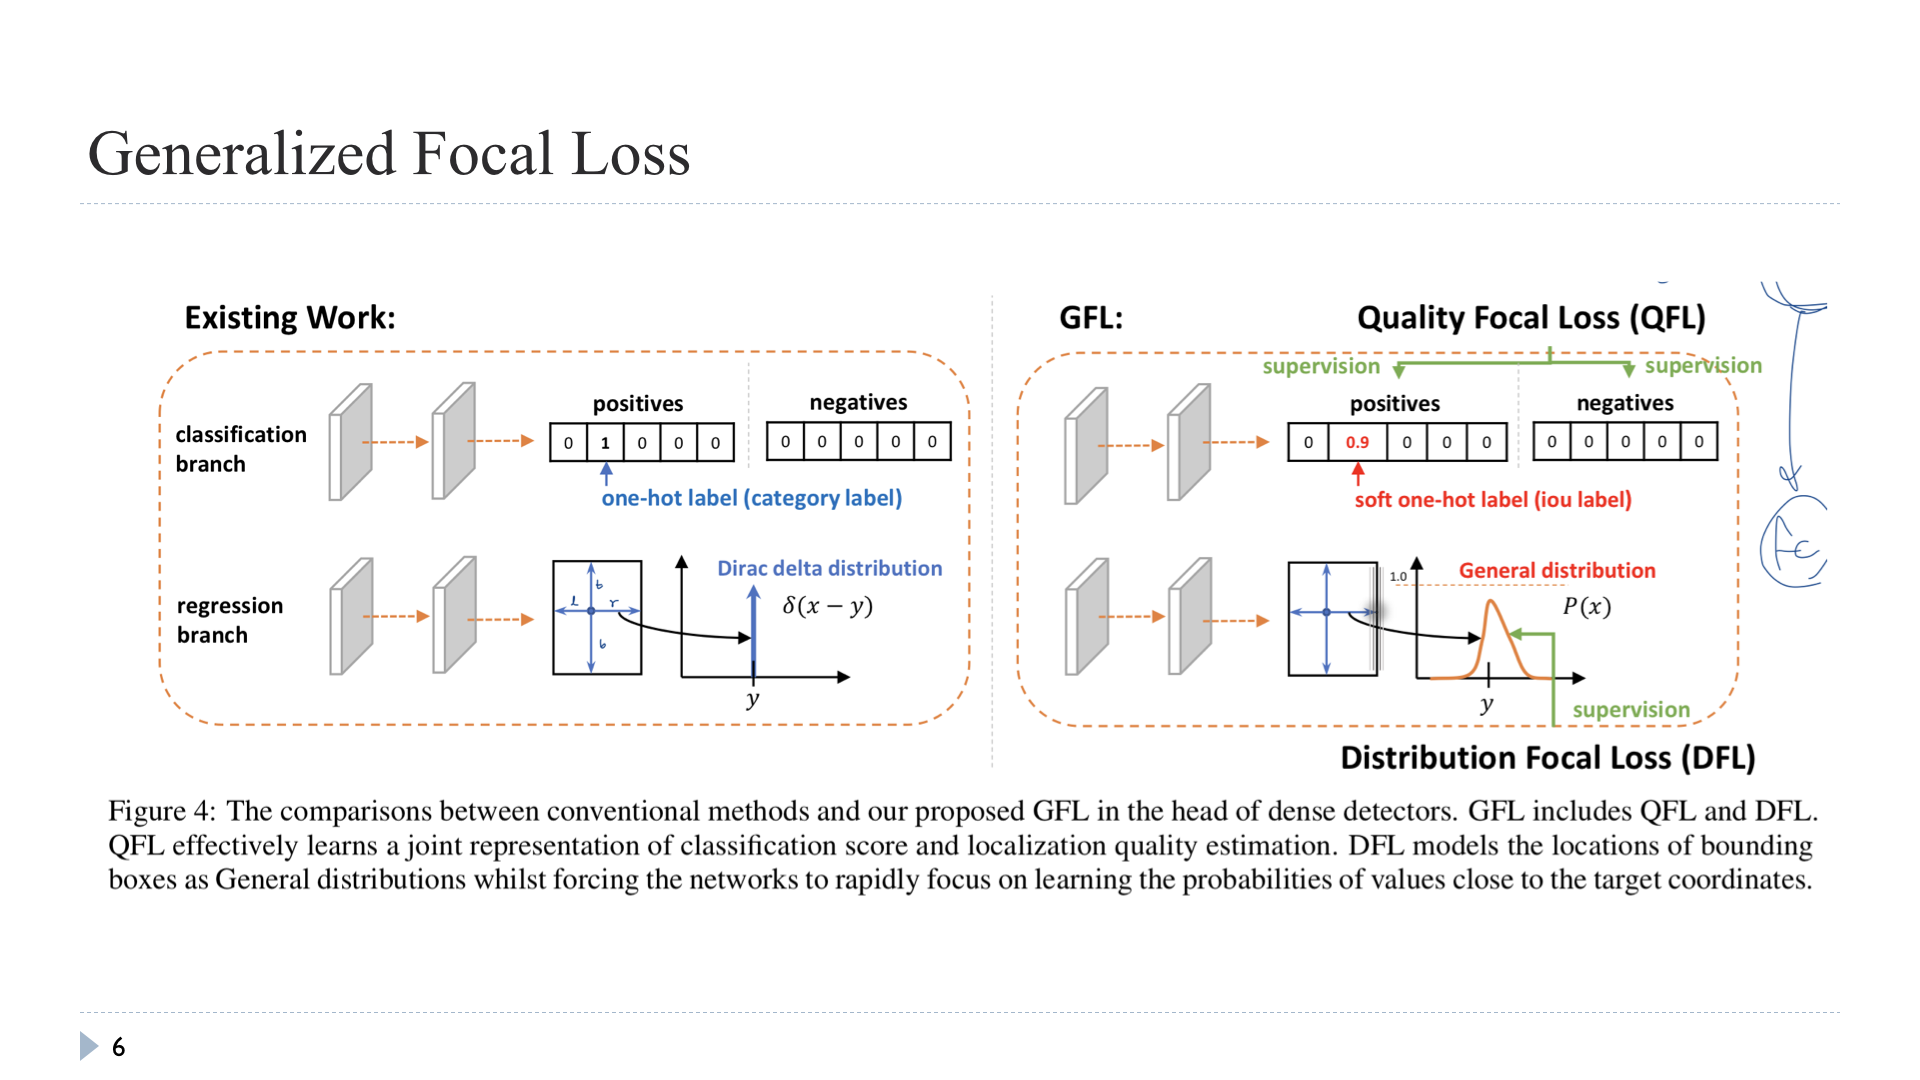 Generalized Focal Loss
Existing Work:
classification
branch
positives
0 1 0 0 0
negatives
0 0 0 0 0
one-hot label (category label)
regression
branch
l r
b
Dirac delta distribution
δ(x − y)
y
GFL:
Quality Focal Loss (QFL)
supervision
supervision
positives
0 0.9 0 0 0
negatives
0 0 0 0 0
soft one-hot label (iou label)
1.0
General distribution
P(x)
y
supervision
Distribution Focal Loss (DFL)
Figure 4: The comparisons between conventional methods and our proposed GFL in the head of dense detectors. GFL includes QFL and DFL.
QFL effectively learns a joint representation of classification score and localization quality estimation. DFL models the locations of bounding
boxes as General distributions whilst forcing the networks to rapidly focus on learning the probabilities of values close to the target coordinates.
6